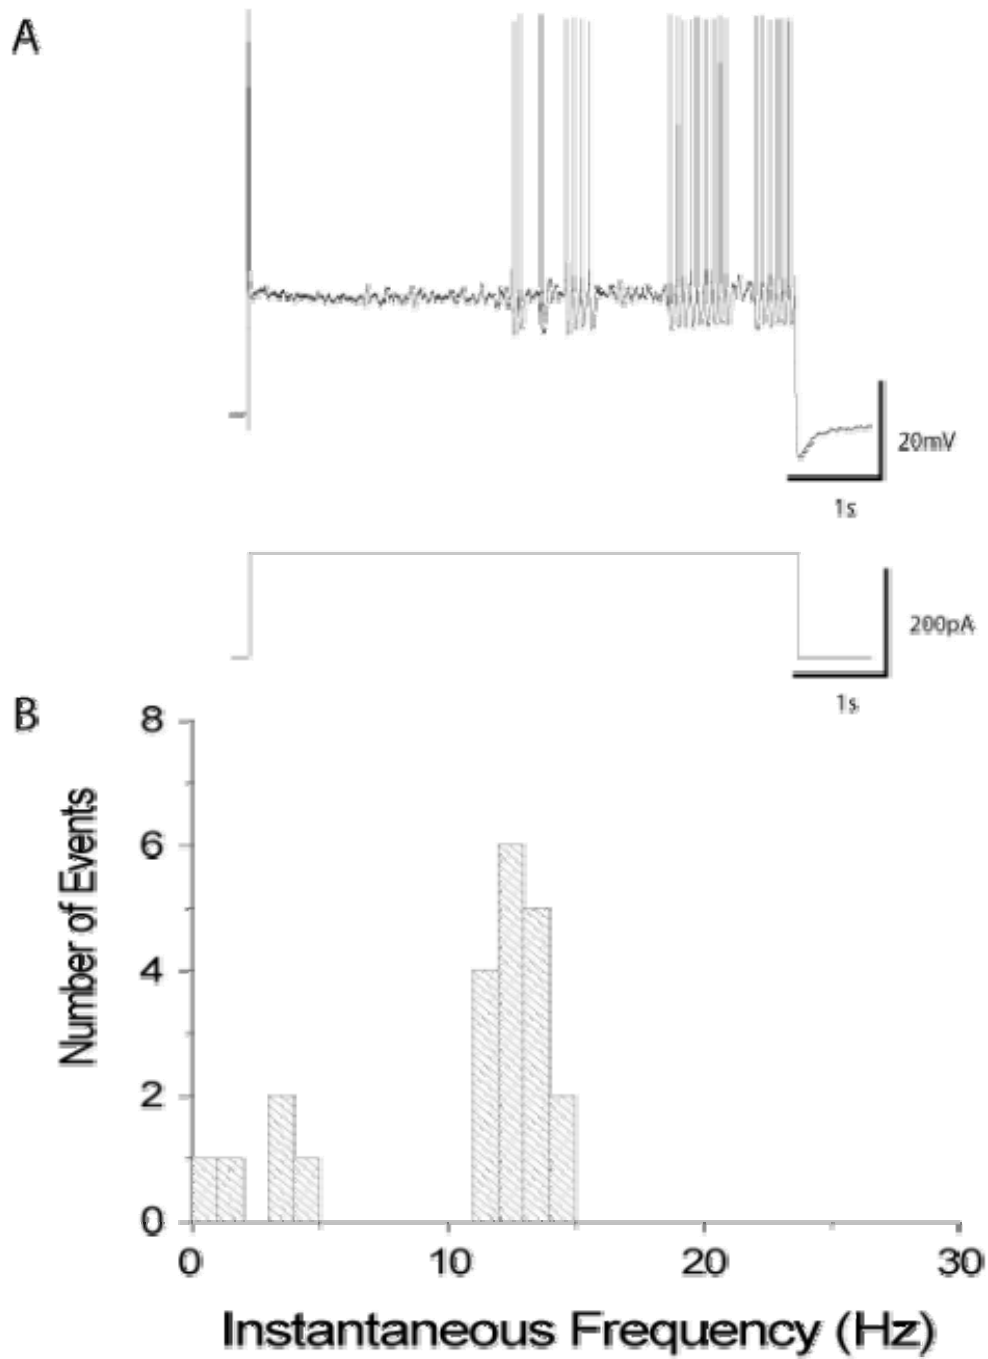 A
20mV
1s
200pA
1s
B
8
6
4
2
0
Number of Events
0 10 20 30
Instantaneous Frequency (Hz)